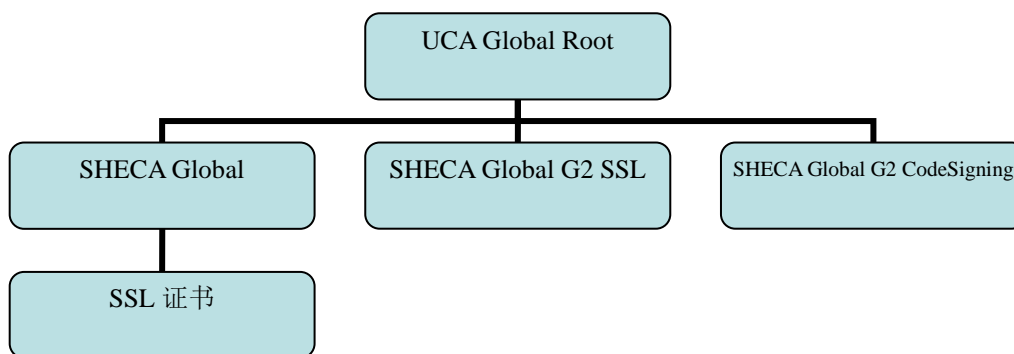 UCA Global Root
SHECA Global
SHECA Global G2 SSL
SHECA Global G2 CodeSigning
SSL 证书